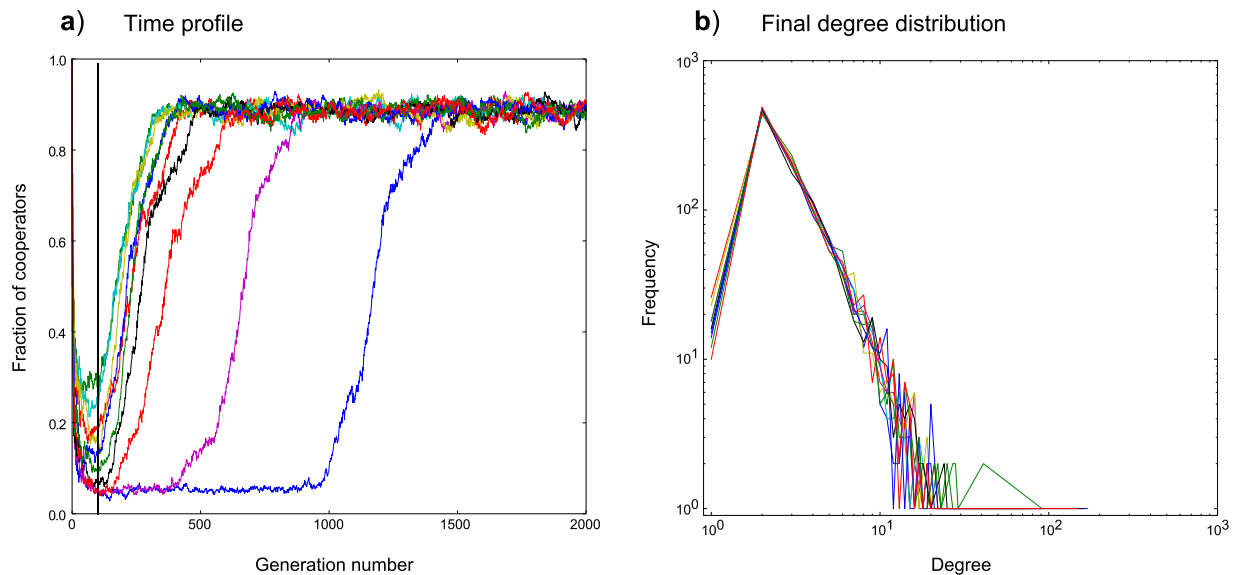 a) Time profile
1.0
0.8
0.6
0.4
0.2
0.0
0 500 1000 1500 2000
Fraction of cooperators
Generation number
b) Final degree distribution
10^3
10^2
10^1
10^0
10^0 10^1 10^2 10^3
Frequency
Degree